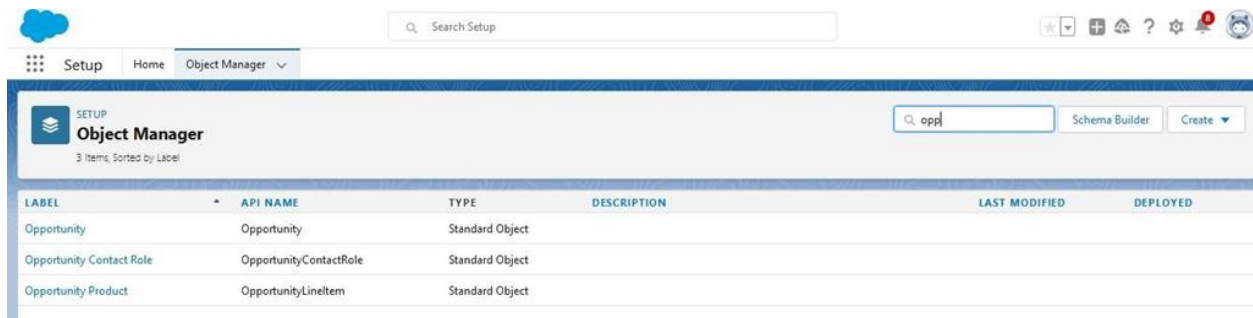 Search Setup
8
Setup Home Object Manager
SETUP
Object Manager
3 Items, Sorted by Label
opp
Schema Builder
Create
LABEL API NAME TYPE DESCRIPTION LAST MODIFIED DEPLOYED
Opportunity Opportunity Standard Object
Opportunity Contact Role OpportunityContactRole Standard Object
Opportunity Product OpportunityLineItem Standard Object